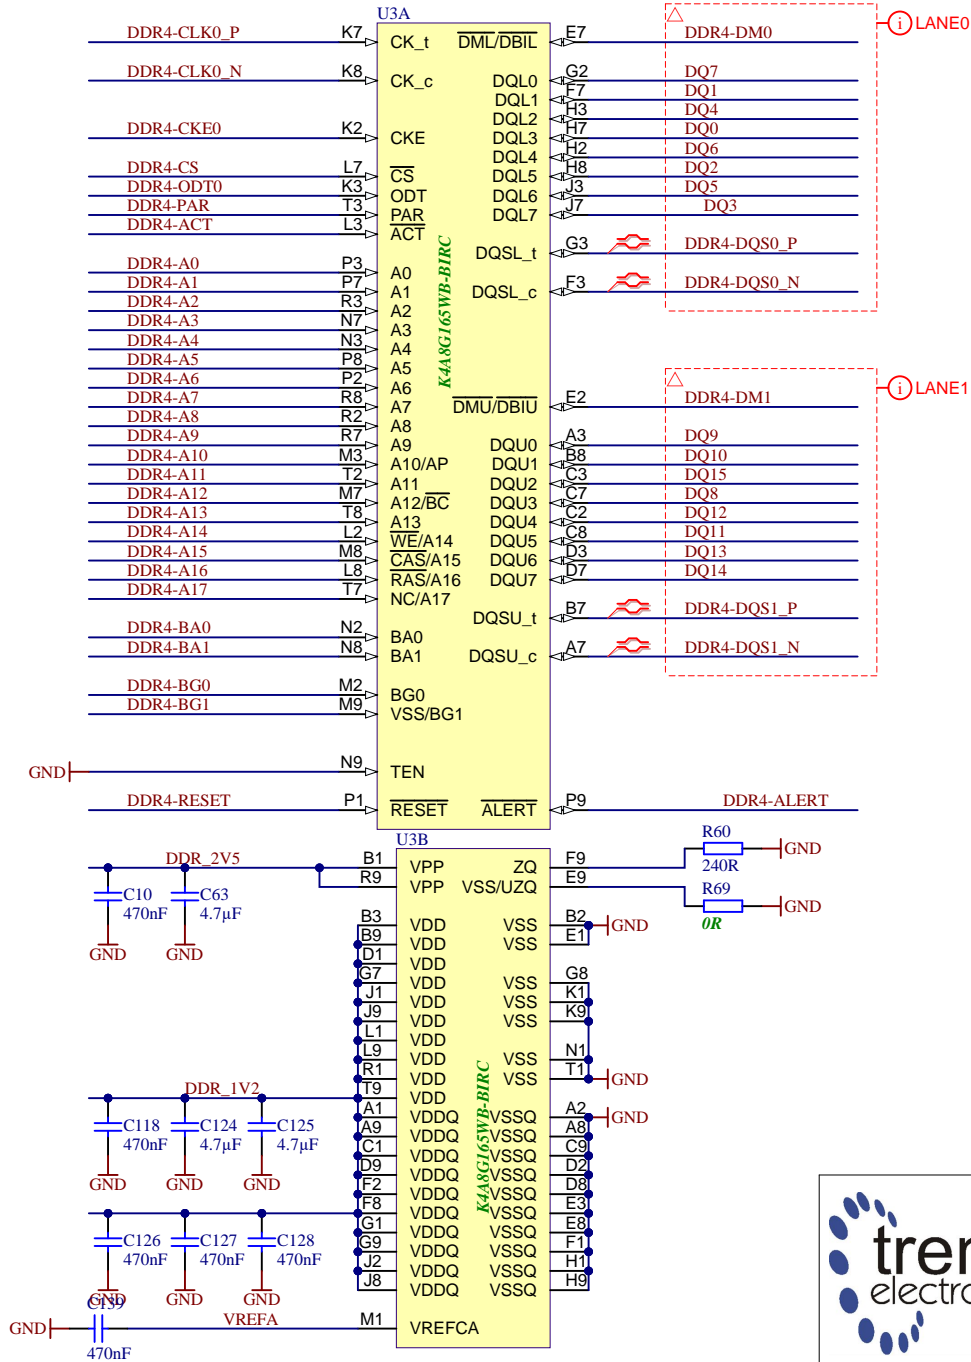 U3A
DDR4-CLK0_P K7 CK_t DML/DBIL E7 DDR4-DM0
i LANE0
DDR4-CLK0_N K8 CK_c DQL0 G2 DQ7
DQL1 F7 DQ1
DQL2 H3 DQ4
DDR4-CKE0 K2 CKE DQL3 H7 DQ0
DQL4 H2 DQ6
DDR4-CS L7 CS DQL5 H8 DQ2
DDR4-ODT0 K3 ODT DQL6 J3 DQ5
DDR4-PAR T3 PAR DQL7 J7 DQ3
DDR4-ACT L3 ACT
DQSL_t G3 DDR4-DQS0_P
DDR4-A0 P3 A0
DDR4-A1 P7 A1 DQSL_c F3 DDR4-DQS0_N
DDR4-A2 R3 A2
DDR4-A3 N7 A3
DDR4-A4 N3 A4
DDR4-A5 P8 A5
DDR4-A6 P2 A6
K4A8G165WB-BIRC
i LANE1
DDR4-A7 R8 A7 DMU/DBIU E2 DDR4-DM1
DDR4-A8 R2 A8
DDR4-A9 R7 A9 DQU0 A3 DQ9
DDR4-A10 M3 A10/AP DQU1 B8 DQ10
DDR4-A11 T2 A11 DQU2 C3 DQ15
DDR4-A12 M7 A12/BC DQU3 C7 DQ8
DDR4-A13 T8 A13 DQU4 C2 DQ12
DDR4-A14 L2 WE/A14 DQU5 C8 DQ11
DDR4-A15 M8 CAS/A15 DQU6 D3 DQ13
DDR4-A16 L8 RAS/A16 DQU7 D7 DQ14
DDR4-A17 T7 NC/A17
DQSU_t B7 DDR4-DQS1_P
DDR4-BA0 N2 BA0
DDR4-BA1 N8 BA1 DQSU_c A7 DDR4-DQS1_N
DDR4-BG0 M2 BG0
DDR4-BG1 M9 VSS/BG1
GND N9 TEN
DDR4-RESET P1 RESET ALERT P9 DDR4-ALERT
U3B
DDR_2V5 B1 VPP ZQ F9 R60 240R GND
R9 VPP VSS/UZQ E9 R69 0R GND
C10 470nF GND
C63 4.7µF GND
B3 VDD VSS B2 GND
B9 VDD VSS E1
D1 VDD
G7 VDD VSS G8
J1 VDD VSS K1
J9 VDD VSS K9
L1 VDD
L9 VDD VSS N1
R1 VDD VSS T1 GND
DDR_1V2 T9 VDD
K4A8G165WB-BIRC
A1 VDDQ VSSQ A2 GND
A9 VDDQ VSSQ A8
C1 VDDQ VSSQ C9
D9 VDDQ VSSQ D2
F2 VDDQ VSSQ D8
F8 VDDQ VSSQ E3
G1 VDDQ VSSQ E8
G9 VDDQ VSSQ F1
J2 VDDQ VSSQ H1
J8 VDDQ VSSQ H9
C118 470nF GND
C124 4.7µF GND
C125 4.7µF GND
C126 470nF GND
C127 470nF GND
C128 470nF GND
GND C139 470nF VREFA M1 VREFCA
tren
electro